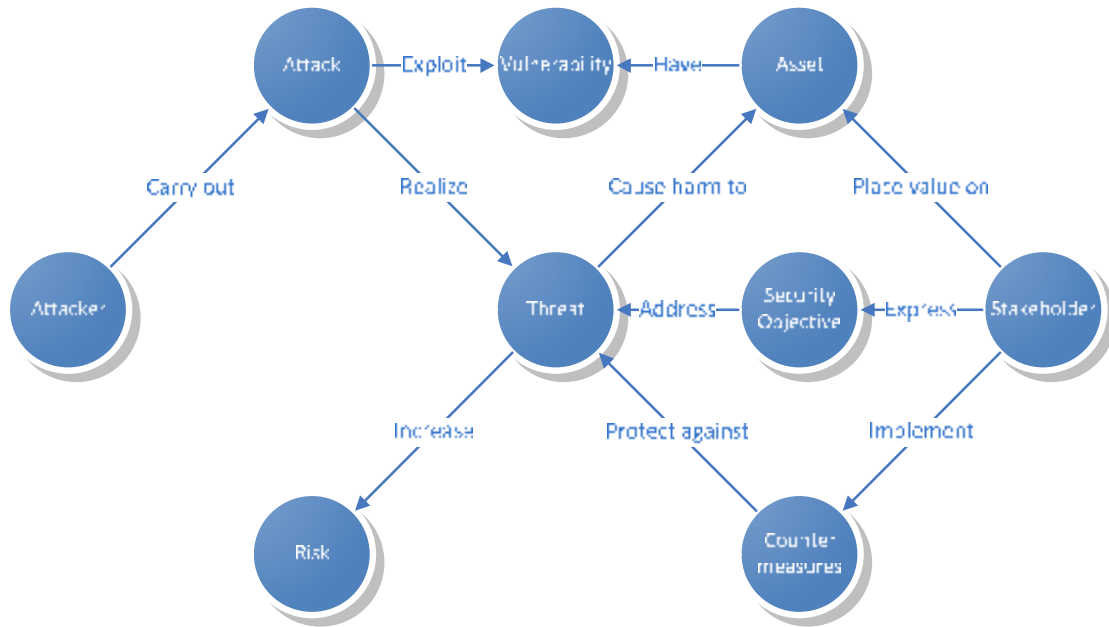 Attack
Exploit
Vulnerability
Have
Asset
Carry out
Realize
Cause harm to
Place value on
Attacker
Threat
Address
Security
Objective
Express
Stakeholder
Increase
Protect against
Implement
Risk
Counter
measures